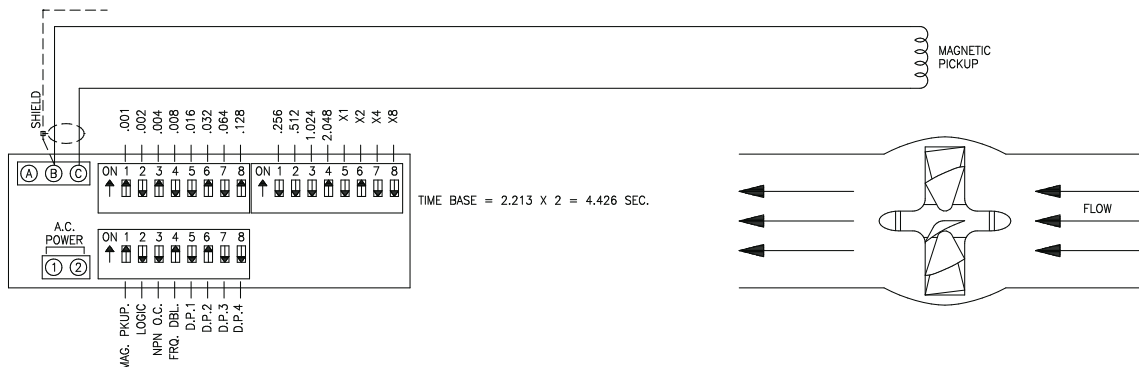 MAGNETIC
PICKUP
SHIELD
.001
.002
.004
.008
.016
.032
.064
.128
.256
.512
1.024
2.048
X1
X2
X4
X8
A B C
ON 1 2 3 4 5 6 7 8
ON 1 2 3 4 5 6 7 8
TIME BASE = 2.213 X 2 = 4.426 SEC.
FLOW
A.C.
POWER
1 2
ON 1 2 3 4 5 6 7 8
MAG. PKUP.
LOGIC
NPN O.C.
FRQ. DBL.
D.P.1
D.P.2
D.P.3
D.P.4